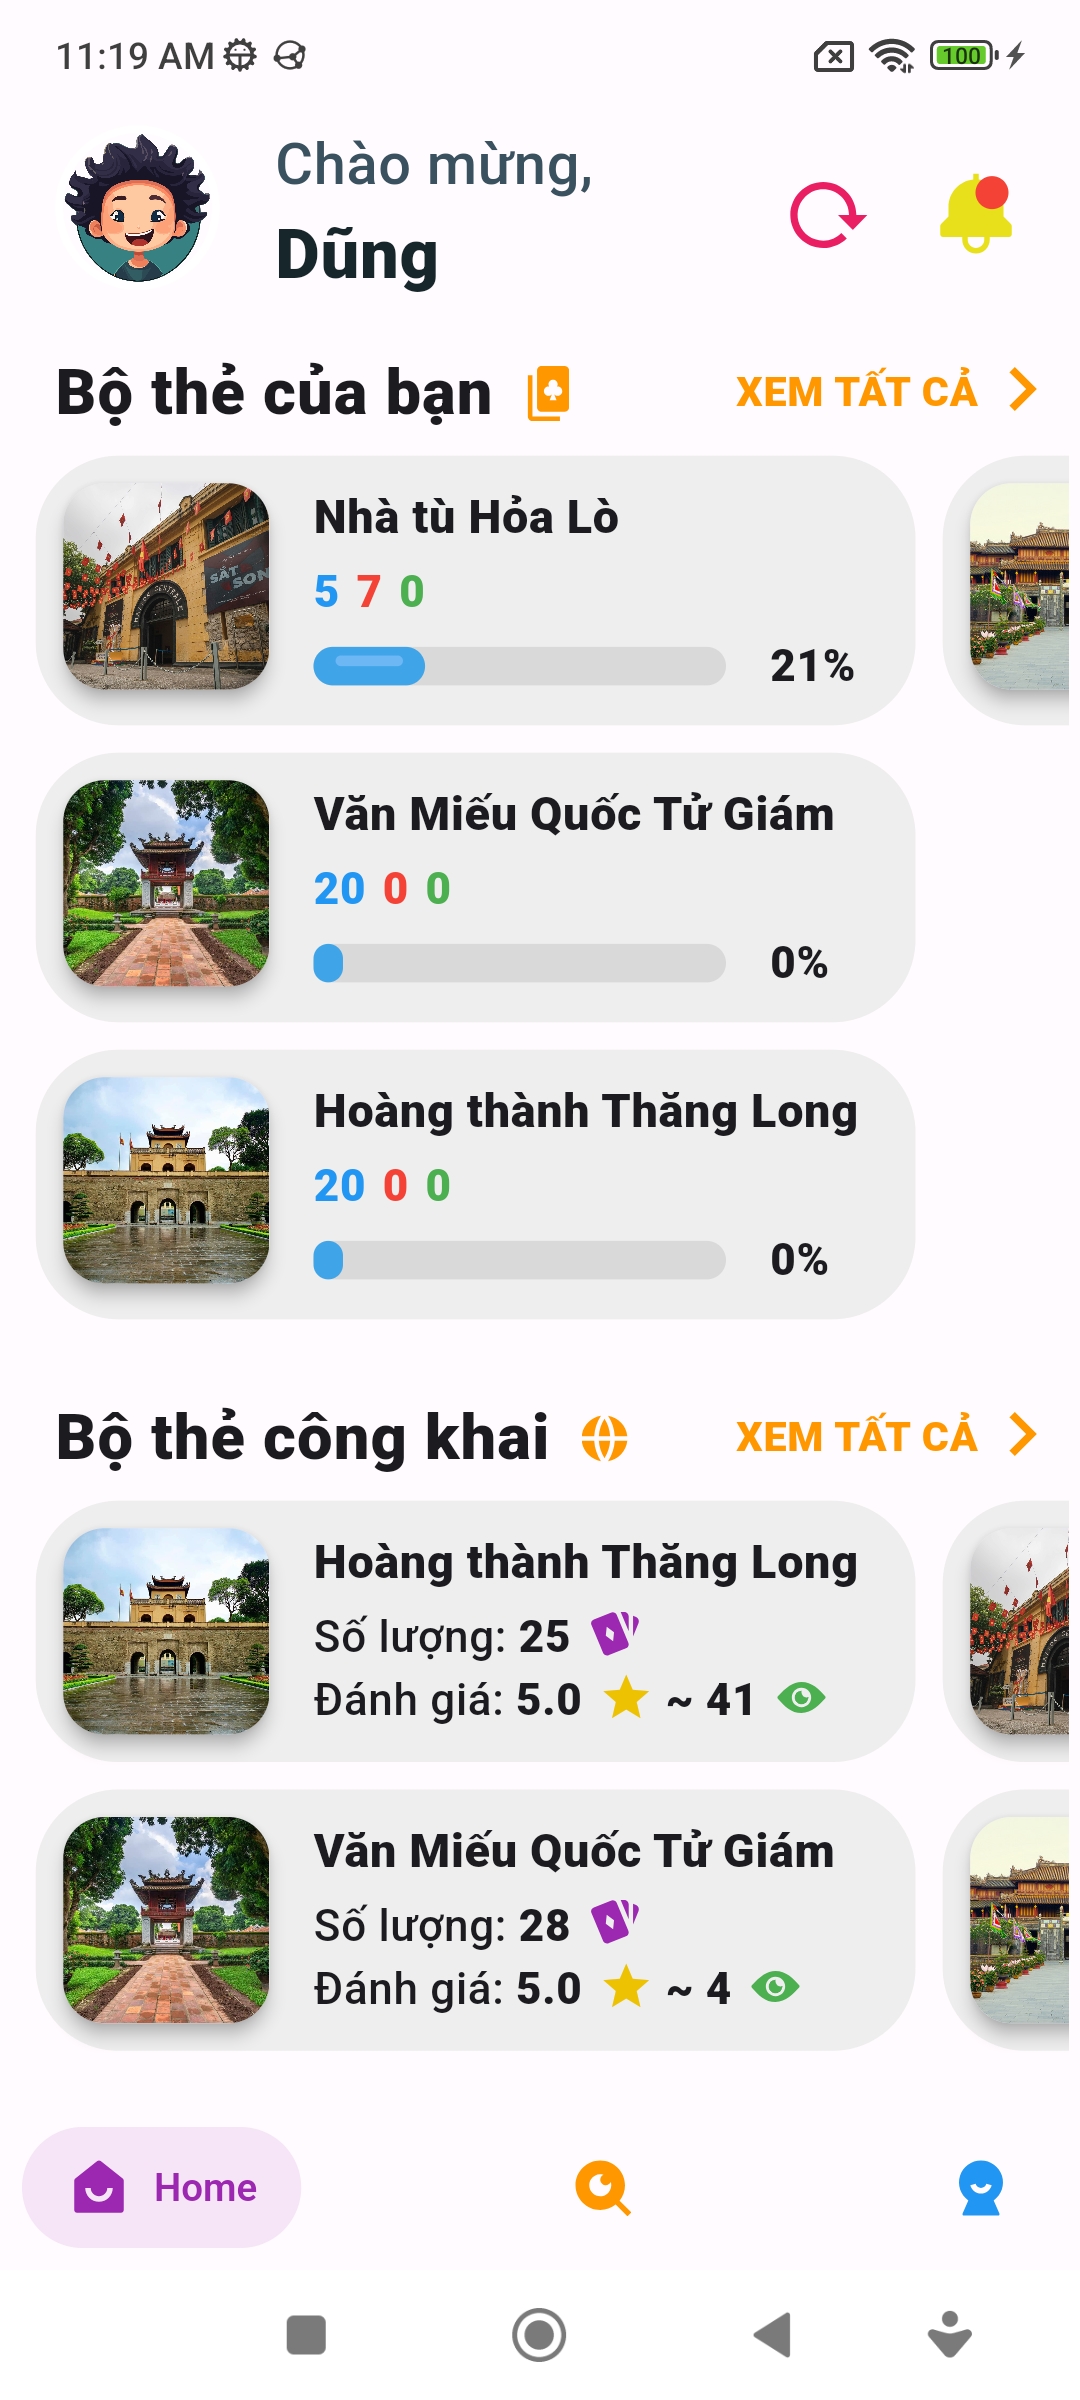 11:19 AM
100
Chào mừng,
Dũng
Bộ thẻ của bạn
XEM TẤT CẢ
Nhà tù Hỏa Lò
5 7 0
21%
MAISON CENTRALE
SẮT SON
Văn Miếu Quốc Tử Giám
20 0 0
0%
Hoàng thành Thăng Long
20 0 0
0%
Bộ thẻ công khai
XEM TẤT CẢ
Hoàng thành Thăng Long
Số lượng: 25
Đánh giá: 5.0 ~ 41
Văn Miếu Quốc Tử Giám
Số lượng: 28
Đánh giá: 5.0 ~ 4
Home